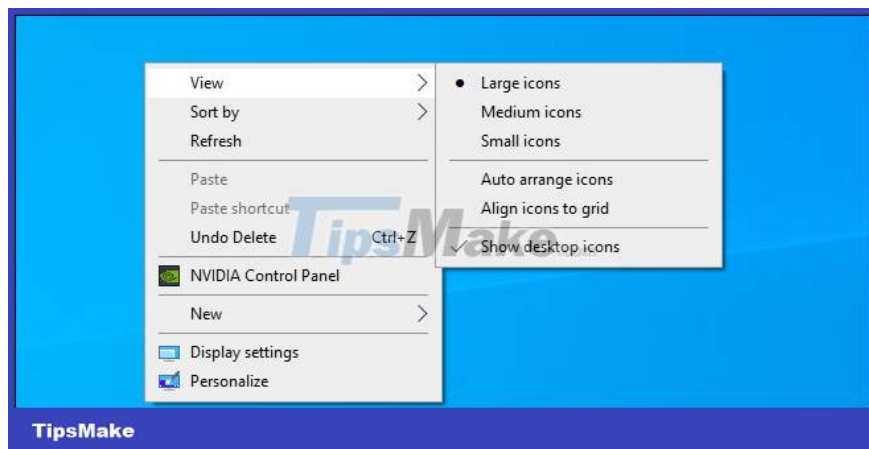 View
Sort by
Refresh
Paste
Paste shortcut
Undo Delete Ctrl+Z
NVIDIA Control Panel
New
Display settings
Personalize
Large icons
Medium icons
Small icons
Auto arrange icons
Align icons to grid
Show desktop icons
TipsMake
TipsMake